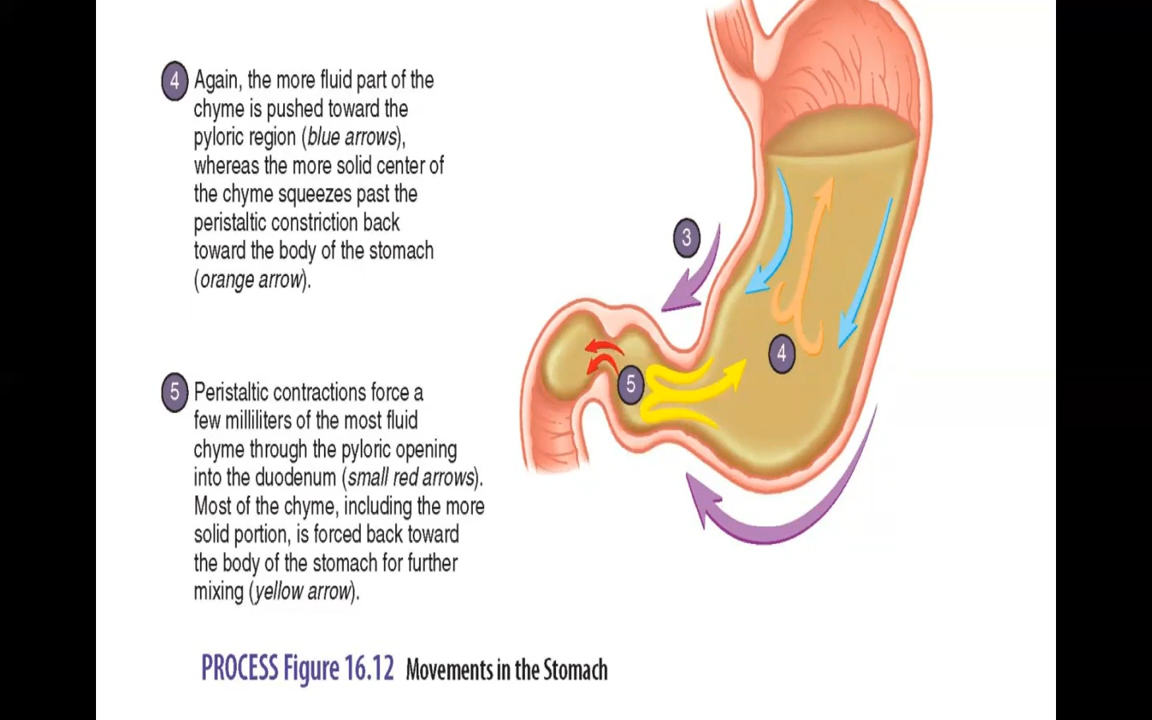 4 Again, the more fluid part of the
chyme is pushed toward the
pyloric region (blue arrows),
whereas the more solid center of
the chyme squeezes past the
peristaltic constriction back
toward the body of the stomach
(orange arrow).
3
4
5
5 Peristaltic contractions force a
few milliliters of the most fluid
chyme through the pyloric opening
into the duodenum (small red arrows).
Most of the chyme, including the more
solid portion, is forced back toward
the body of the stomach for further
mixing (yellow arrow).
PROCESS Figure 16.12 Movements in the Stomach